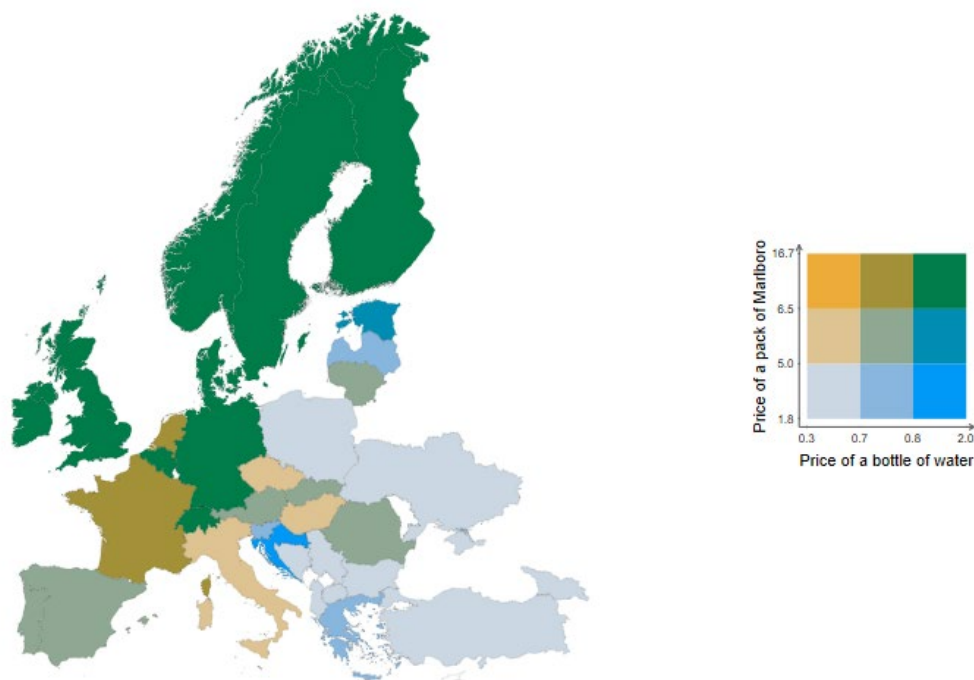 Price of a pack of Marlboro
16.7
6.5
5.0
1.8
0.3 0.7 0.8 2.0
Price of a bottle of water